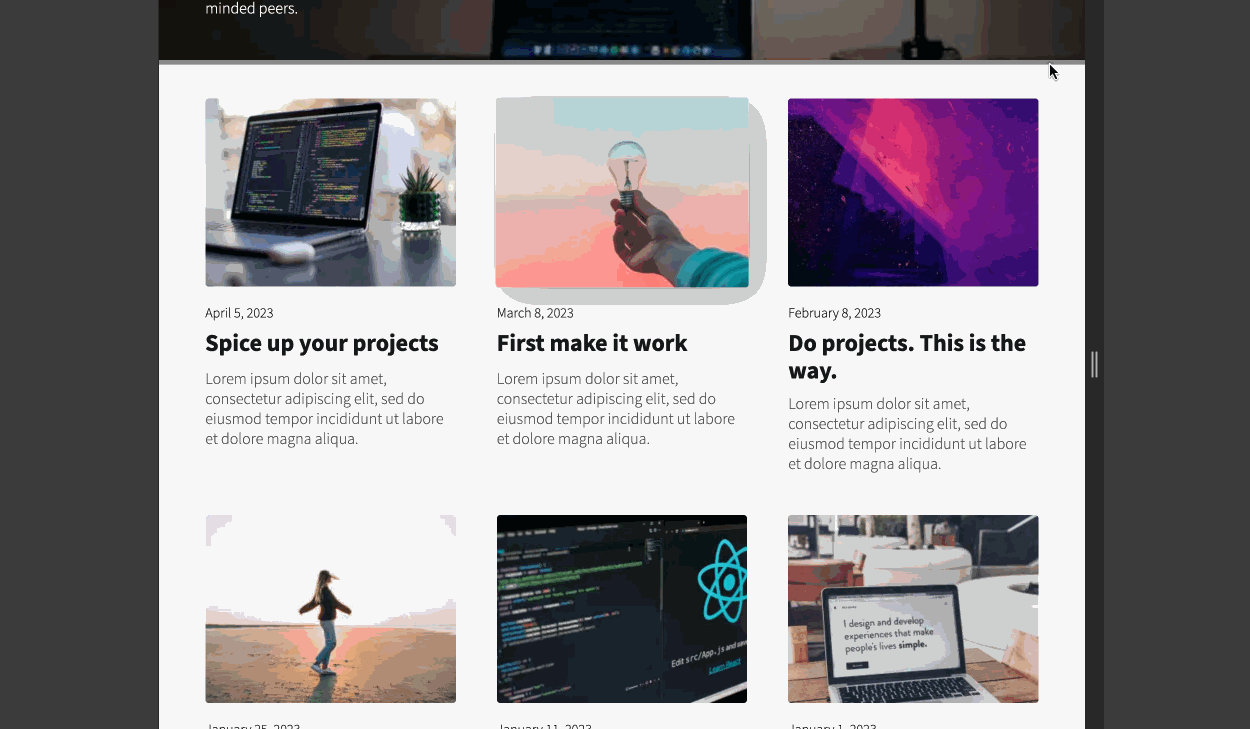 minded peers.
April 5, 2023
March 8, 2023
February 8, 2023
Spice up your projects
First make it work
Do projects. This is the
way.
Lorem ipsum dolor sit amet,
consectetur adipiscing elit, sed do
eiusmod tempor incididunt ut labore
et dolore magna aliqua.
Lorem ipsum dolor sit amet,
consectetur adipiscing elit, sed do
eiusmod tempor incididunt ut labore
et dolore magna aliqua.
Lorem ipsum dolor sit amet,
consectetur adipiscing elit, sed do
eiusmod tempor incididunt ut labore
et dolore magna aliqua.
Edit src/App.js and sav
Learn React
I design and develop
experiences that make
people's lives simple.
January 25, 2023
January 11, 2023
January 1, 2023